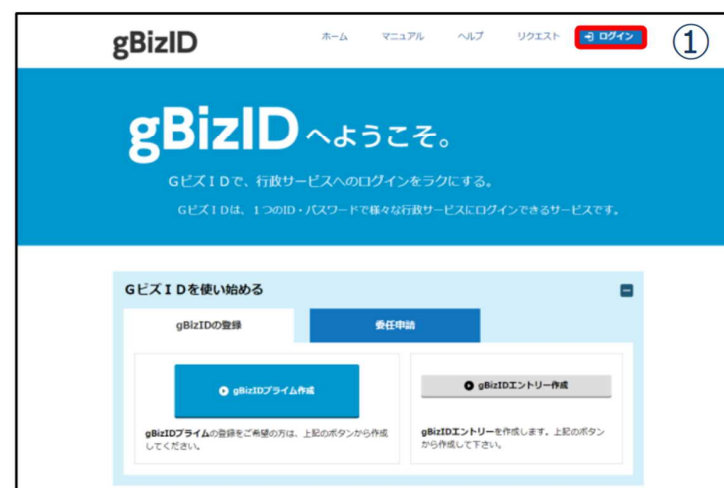 gBizID
ホーム マニュアル ヘルプ リクエスト ログイン ①
gBizIDへようこそ。
GビズIDで、行政サービスへのログインをラクにする。
GビズIDは、1つのID・パスワードで様々な行政サービスにログインできるサービスです。
GビズIDを使い始める
gBizIDの登録 委任申請
gBizIDプライム作成
gBizIDプライムの登録をご希望の方は、上記のボタンから作成
してください。
gBizIDエントリー作成
gBizIDエントリーを作成します。上記のボタン
から作成して下さい。